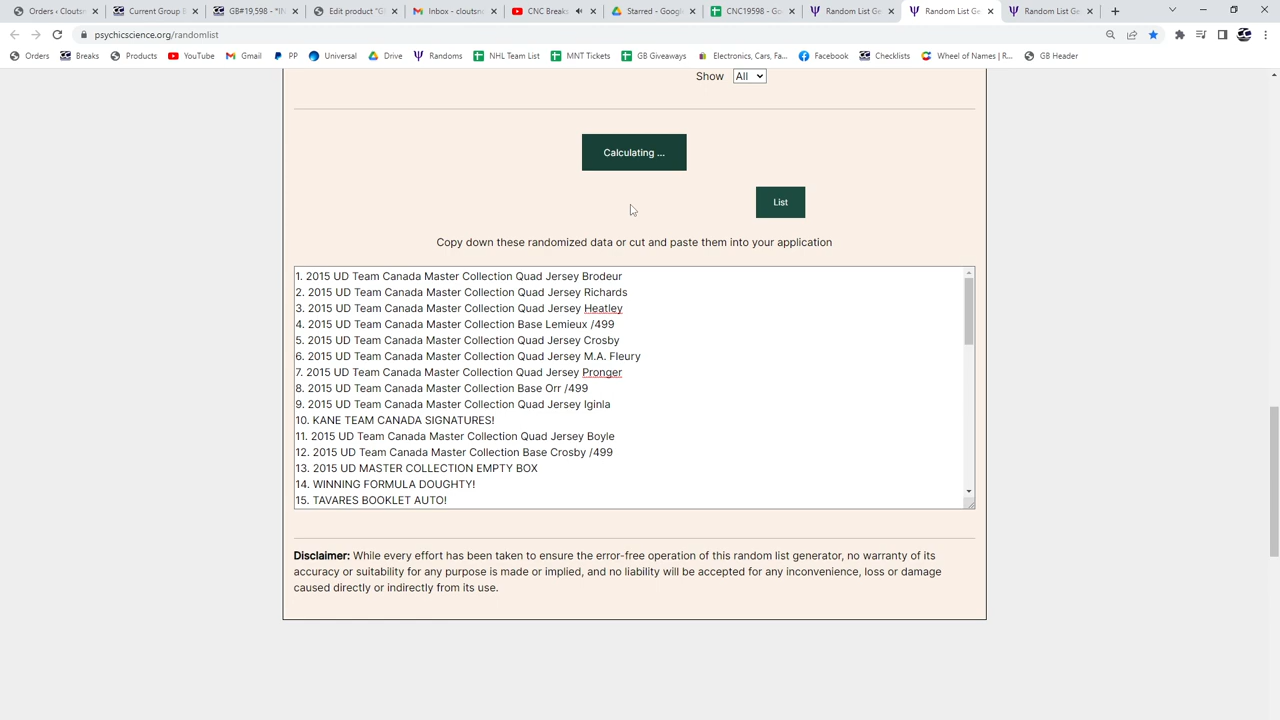 Orders < Cloutsn
Current Group B
GB#19,598 - *IN
Edit product "G
Inbox - cloutsn
CNC Breaks
Starred - Google
CNC19598 - Go
Random List Ge
Random List Ge
Random List Ge
psychicscience.org/randomlist
Orders Breaks Products YouTube Gmail PP Universal Drive Randoms NHL Team List MNT Tickets GB Giveaways Electronics, Cars, Fa... Facebook Checklists Wheel of Names | R... GB Header
Show All
Calculating ...
List
Copy down these randomized data or cut and paste them into your application
1. 2015 UD Team Canada Master Collection Quad Jersey Brodeur
2. 2015 UD Team Canada Master Collection Quad Jersey Richards
3. 2015 UD Team Canada Master Collection Quad Jersey Heatley
4. 2015 UD Team Canada Master Collection Base Lemieux /499
5. 2015 UD Team Canada Master Collection Quad Jersey Crosby
6. 2015 UD Team Canada Master Collection Quad Jersey M.A. Fleury
7. 2015 UD Team Canada Master Collection Quad Jersey Pronger
8. 2015 UD Team Canada Master Collection Base Orr /499
9. 2015 UD Team Canada Master Collection Quad Jersey Iginla
10. KANE TEAM CANADA SIGNATURES!
11. 2015 UD Team Canada Master Collection Quad Jersey Boyle
12. 2015 UD Team Canada Master Collection Base Crosby /499
13. 2015 UD MASTER COLLECTION EMPTY BOX
14. WINNING FORMULA DOUGHTY!
15. TAVARES BOOKLET AUTO!
Disclaimer: While every effort has been taken to ensure the error-free operation of this random list generator, no warranty of its
accuracy or suitability for any purpose is made or implied, and no liability will be accepted for any inconvenience, loss or damage
caused directly or indirectly from its use.